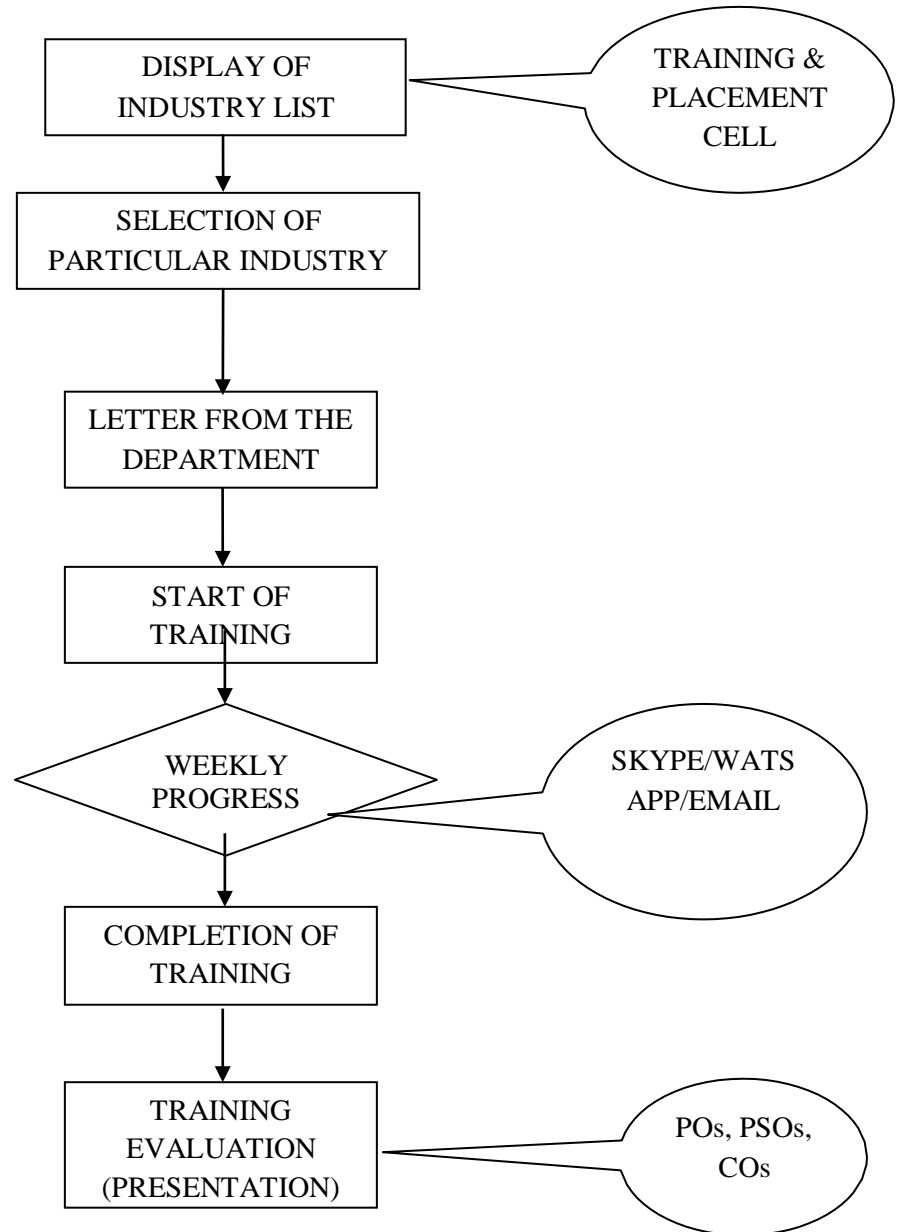 DISPLAY OF
INDUSTRY LIST
TRAINING &
PLACEMENT
CELL
SELECTION OF
PARTICULAR INDUSTRY
LETTER FROM THE
DEPARTMENT
START OF
TRAINING
WEEKLY
PROGRESS
SKYPE/WATS
APP/EMAIL
COMPLETION OF
TRAINING
TRAINING
EVALUATION
(PRESENTATION)
POs, PSOs,
COs